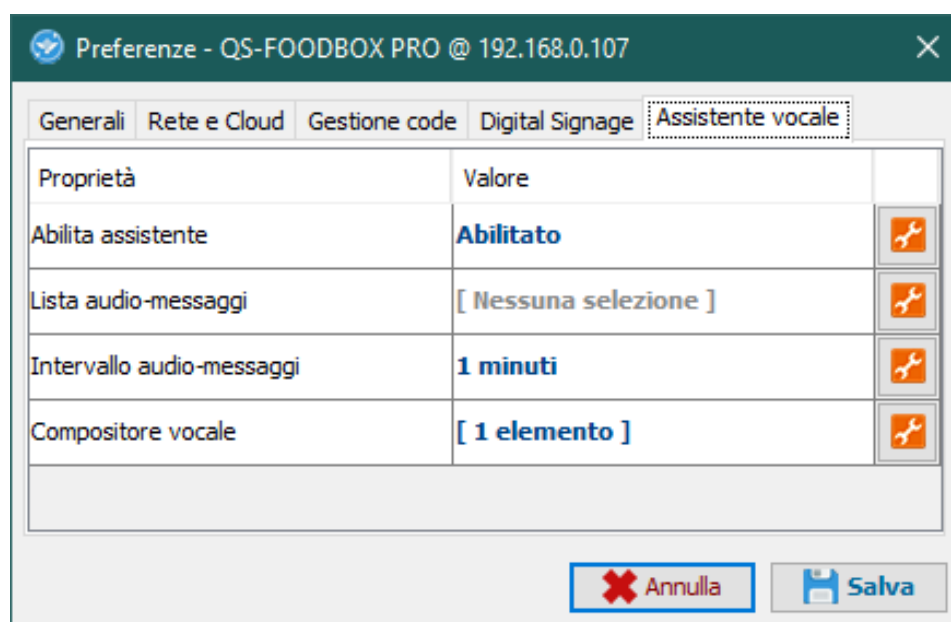 Preferenze - QS-FOODBOX PRO @ 192.168.0.107
Generali Rete e Cloud Gestione code Digital Signage Assistente vocale
Proprietà Valore
Abilita assistente Abilitato
Lista audio-messaggi [ Nessuna selezione ]
Intervallo audio-messaggi 1 minuti
Compositore vocale [ 1 elemento ]
Annulla Salva